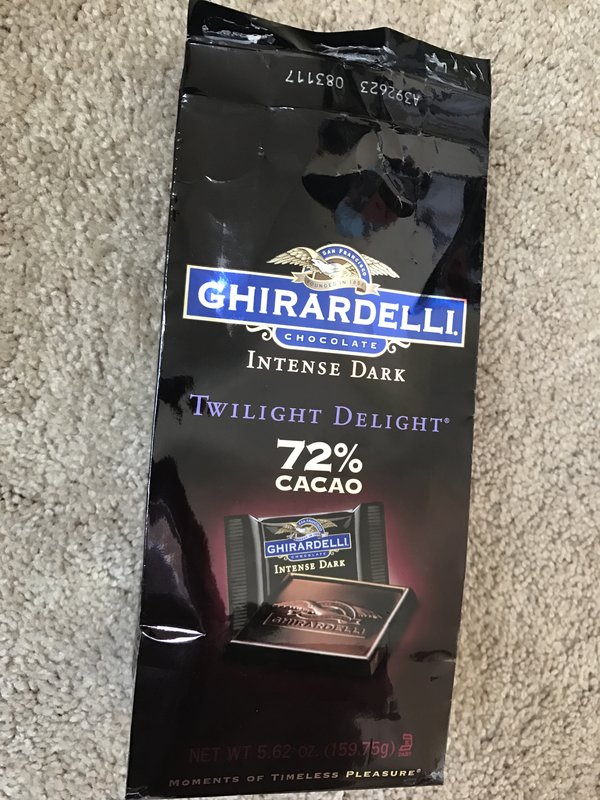 A392623 083117
SAN FRANCISCO
FOUNDED IN 1852
GHIRARDELLI®
CHOCOLATE
INTENSE DARK
TWILIGHT DELIGHT®
72%
CACAO
GHIRARDELLI
CHOCOLATE
INTENSE DARK
GHIRARDELLI
NET WT 5.62 oz. (159.75g)
MOMENTS OF TIMELESS PLEASURE®